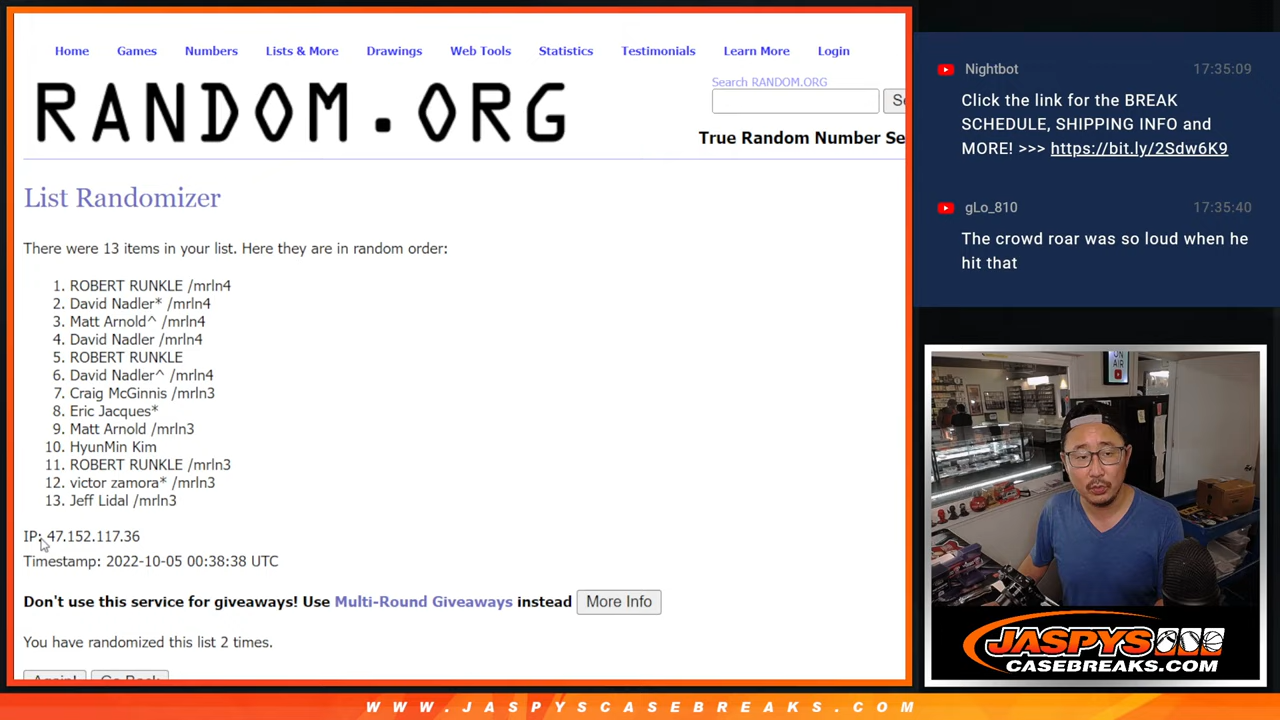 Home Games Numbers Lists & More Drawings Web Tools Statistics Testimonials Learn More Login
Search RANDOM.ORG
RANDOM.ORG
True Random Number Se
List Randomizer
There were 13 items in your list. Here they are in random order:
1. ROBERT RUNKLE /mrln4
2. David Nadler* /mrln4
3. Matt Arnold^ /mrln4
4. David Nadler /mrln4
5. ROBERT RUNKLE
6. David Nadler^ /mrln4
7. Craig McGinnis /mrln3
8. Eric Jacques*
9. Matt Arnold /mrln3
10. HyunMin Kim
11. ROBERT RUNKLE /mrln3
12. victor zamora* /mrln3
13. Jeff Lidal /mrln3
IP: 47.152.117.36
Timestamp: 2022-10-05 00:38:38 UTC
Don't use this service for giveaways! Use Multi-Round Giveaways instead More Info
You have randomized this list 2 times.
Again! Go Back
Nightbot 17:35:09
Click the link for the BREAK
SCHEDULE, SHIPPING INFO and
MORE! >>> https://bit.ly/2Sdw6K9
gLo_810 17:35:40
The crowd roar was so loud when he
hit that
ON
AIR
JASPYS
CASEBREAKS.COM
WWW.JASPYSCASEBREAKS.COM